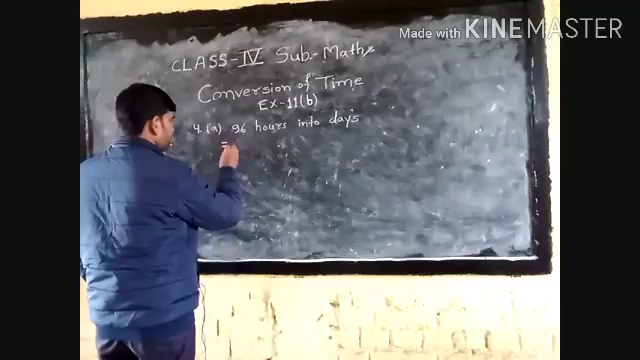 Made with KINEMASTER
CLASS-IV Sub.- Maths
Conversion of Time
Ex-11(b)
4. (a) 96 hours into days
=